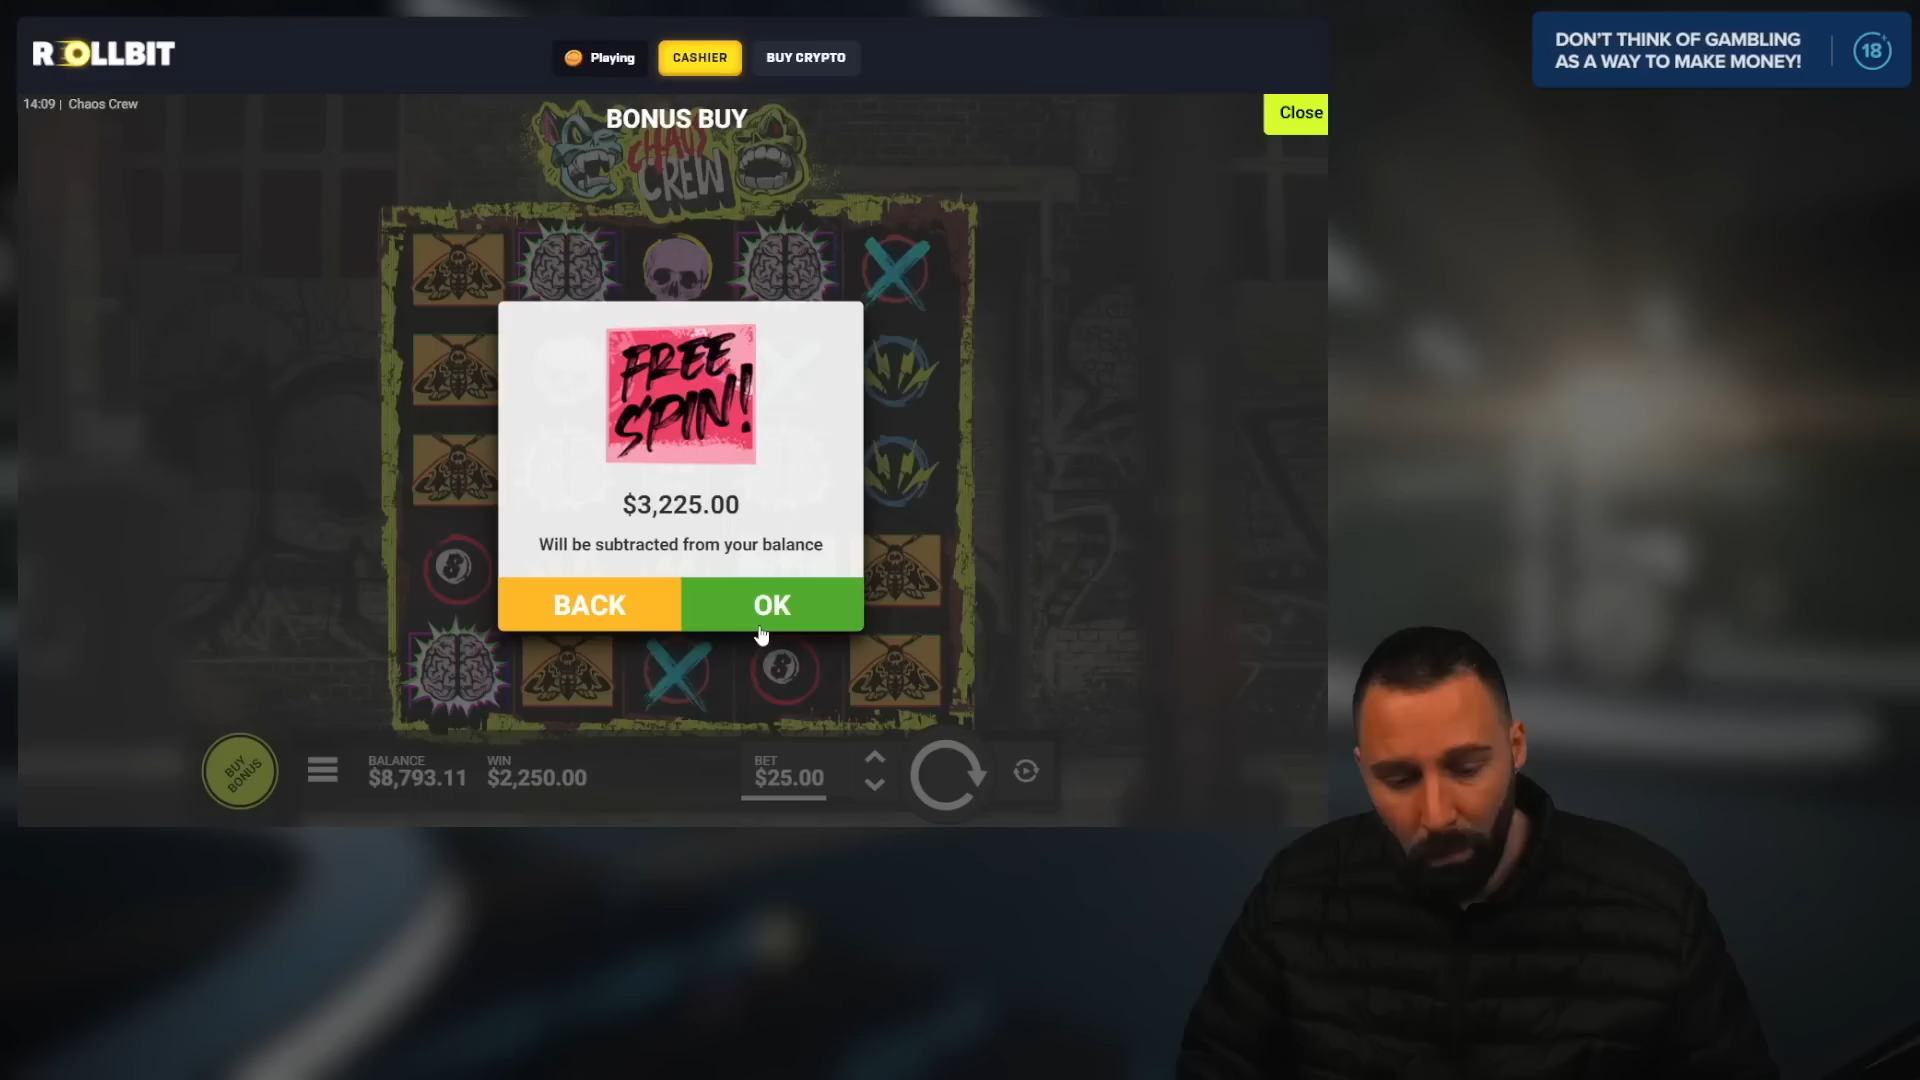 ROLLBIT
Playing
CASHIER
BUY CRYPTO
DON'T THINK OF GAMBLING
AS A WAY TO MAKE MONEY!
18+
14:09 | Chaos Crew
BONUS BUY
Close
CHAOS
CREW
FREE
SPIN!
$3,225.00
Will be subtracted from your balance
BACK
OK
8
8
BUY
BONUS
BALANCE
$8,793.11
WIN
$2,250.00
BET
$25.00